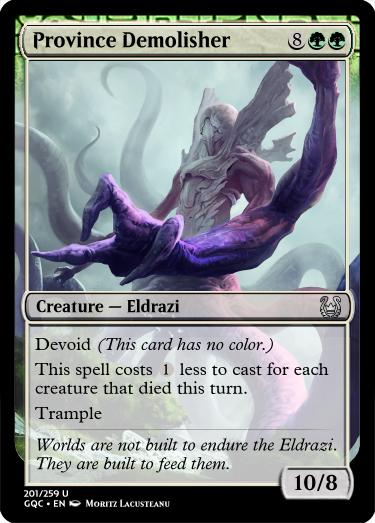 Province Demolisher 8
Creature — Eldrazi
Devoid (This card has no color.)
This spell costs 1 less to cast for each
creature that died this turn.
Trample
Worlds are not built to endure the Eldrazi.
They are built to feed them.
10/8
201/259 U
GQC • EN Moritz Lacusteanu